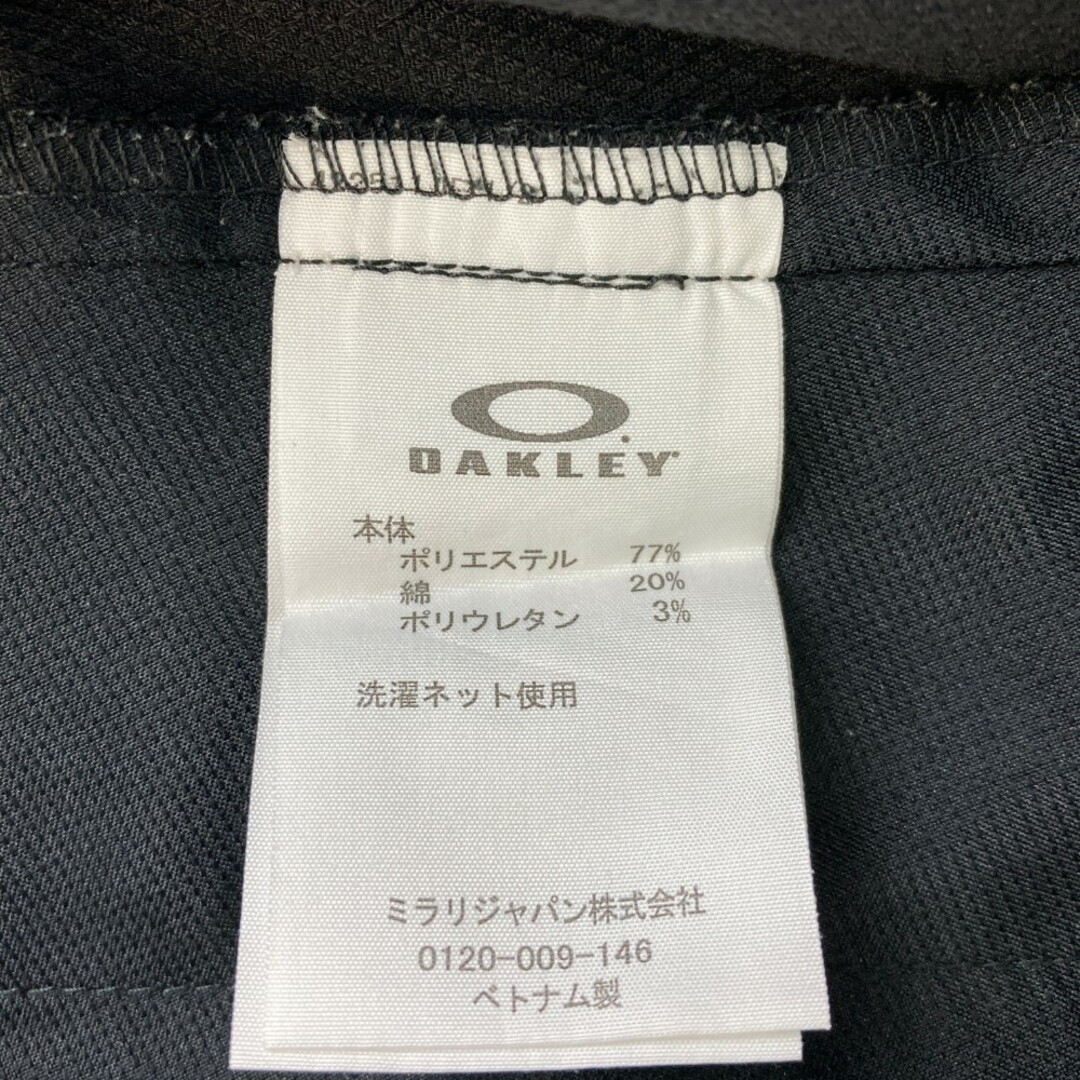 OAKLEY
本体
ポリエステル 77%
綿 20%
ポリウレタン 3%
洗濯ネット使用
ミラリジャパン株式会社
0120-009-146
ベトナム製